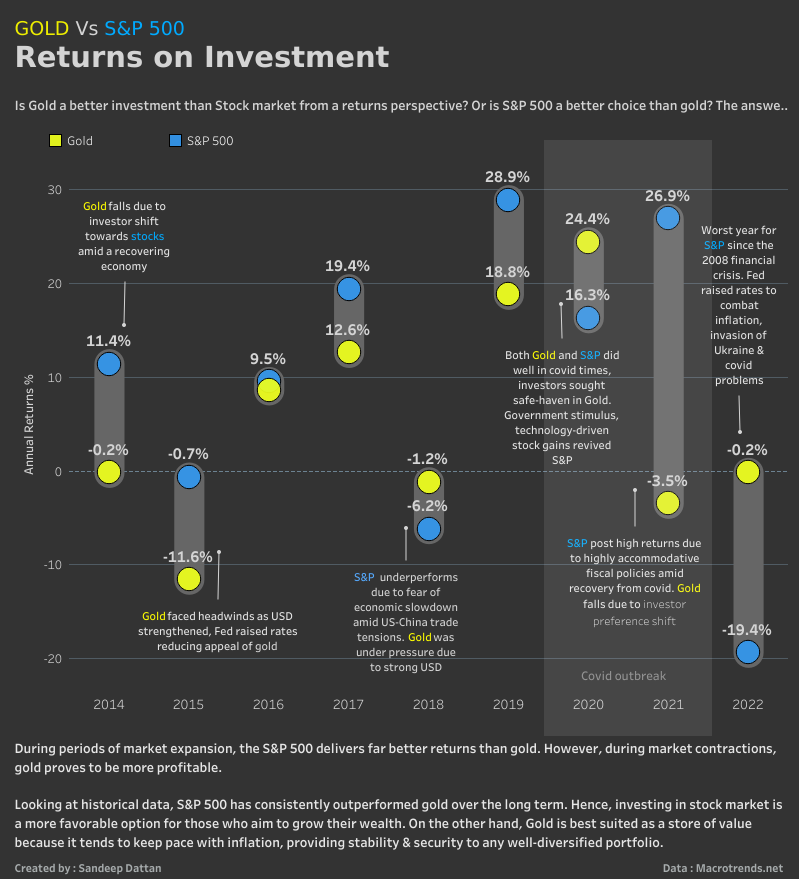 GOLD Vs S&P 500
Returns on Investment
Is Gold a better investment than Stock market from a returns perspective? Or is S&P 500 a better choice than gold? The answe..
Gold
S&P 500
Annual Returns %
30
20
10
0
-10
-20
Gold falls due to
investor shift
towards stocks
amid a recovering
economy
11.4%
-0.2%
-0.7%
-11.6%
Gold faced headwinds as USD
strengthened, Fed raised rates
reducing appeal of gold
9.5%
19.4%
12.6%
-1.2%
-6.2%
S&P underperforms
due to fear of
economic slowdown
amid US-China trade
tensions. Gold was
under pressure due
to strong USD
28.9%
18.8%
24.4%
16.3%
Both Gold and S&P did
well in covid times,
investors sought
safe-haven in Gold.
Government stimulus,
technology-driven
stock gains revived
S&P
26.9%
-3.5%
S&P post high returns due
to highly accommodative
fiscal policies amid
recovery from covid. Gold
falls due to investor
preference shift
Covid outbreak
Worst year for
S&P since the
2008 financial
crisis. Fed
raised rates to
combat
inflation,
invasion of
Ukraine &
covid
problems
-0.2%
-19.4%
2014
2015
2016
2017
2018
2019
2020
2021
2022
During periods of market expansion, the S&P 500 delivers far better returns than gold. However, during market contractions,
gold proves to be more profitable.
Looking at historical data, S&P 500 has consistently outperformed gold over the long term. Hence, investing in stock market is
a more favorable option for those who aim to grow their wealth. On the other hand, Gold is best suited as a store of value
because it tends to keep pace with inflation, providing stability & security to any well-diversified portfolio.
Created by : Sandeep Dattan
Data : Macrotrends.net